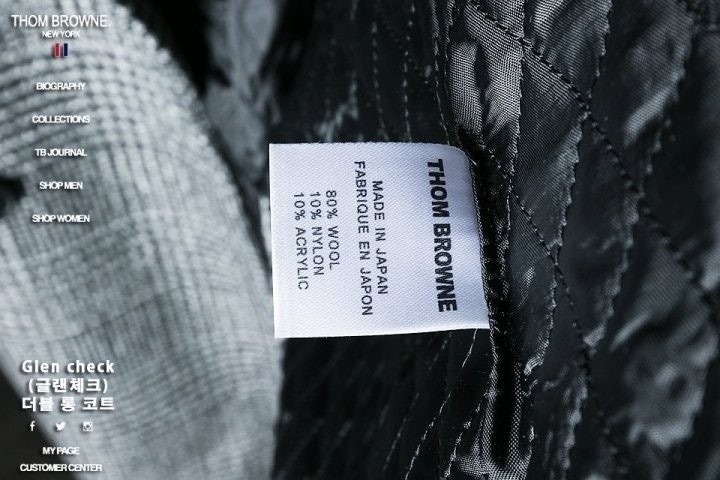 THOM BROWNE.
NEW YORK
BIOGRAPHY
COLLECTIONS
TB JOURNAL
SHOP MEN
SHOP WOMEN
THOM BROWNE
MADE IN JAPAN
FABRIQUE EN JAPON
80% WOOL
10% NYLON
10% ACRYLIC
Glen check
(글랜체크)
더블 롱 코트
MY PAGE
CUSTOMER CENTER